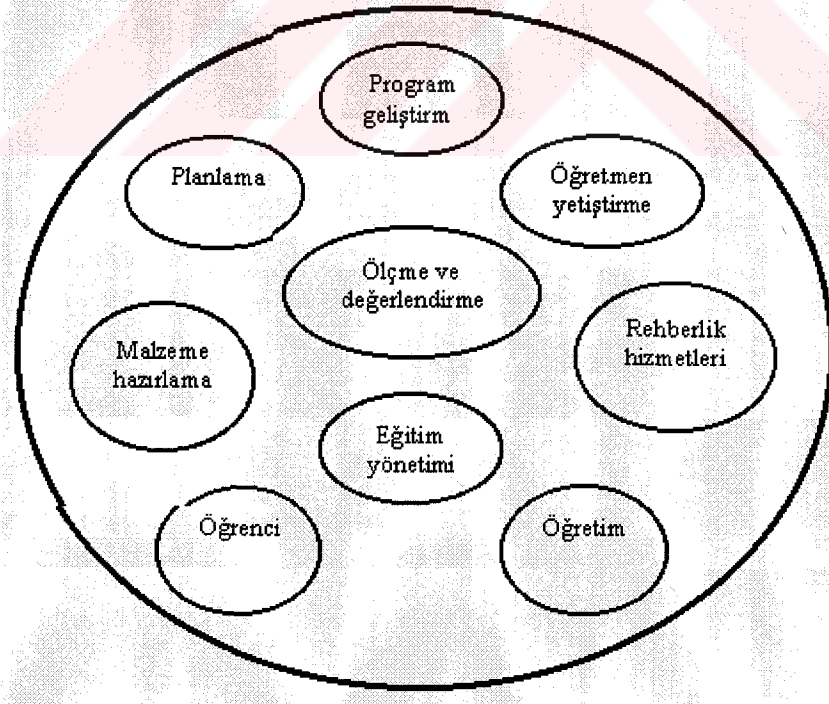 Program
geliştirm
Planlama
Öğretmen
yetiştirme
Ölçme ve
değerlendirme
Rehberlik
hizmetleri
Malzeme
hazırlama
Eğitim
yönetimi
Öğrenci
Öğretim